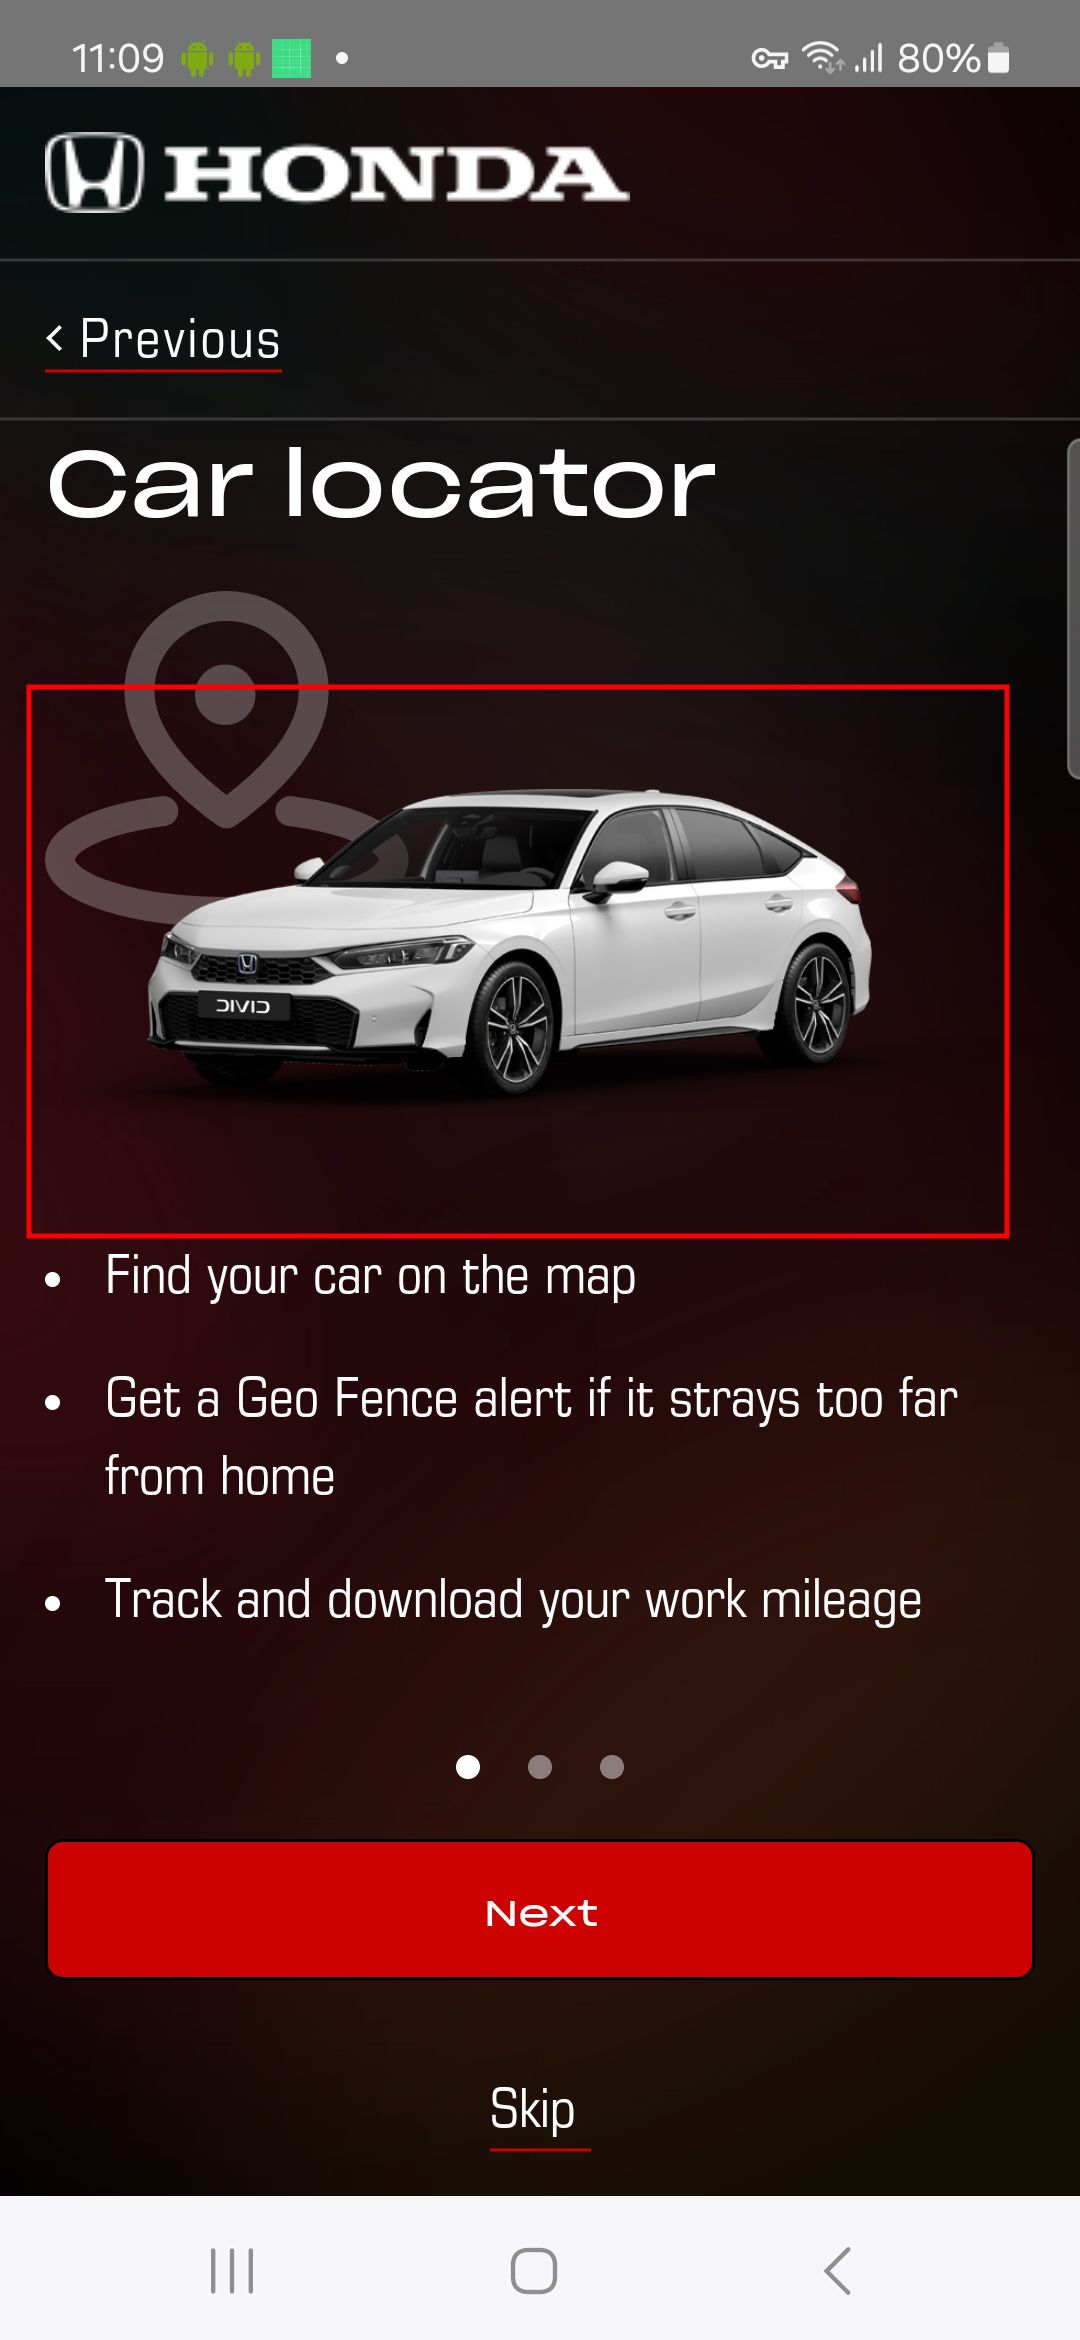 11:09
80%
HONDA
Previous
Car locator
Find your car on the map
Get a Geo Fence alert if it strays too far
from home
Track and download your work mileage
Next
Skip